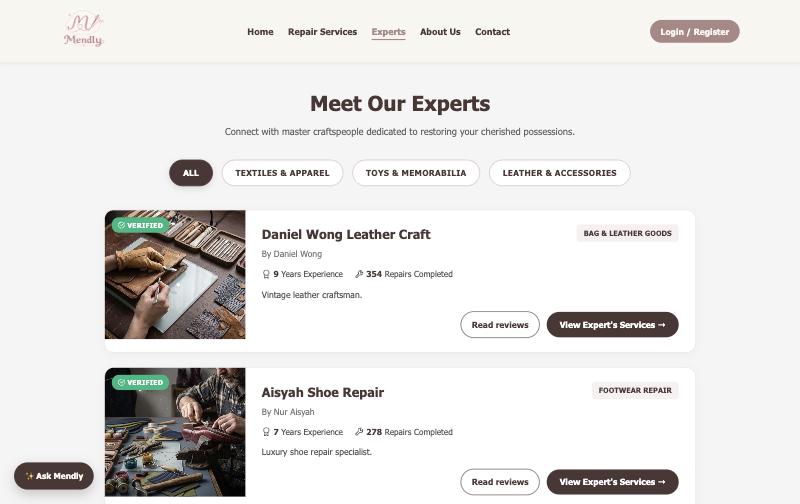 Mendly
Home Repair Services Experts About Us Contact
Login / Register
Meet Our Experts
Connect with master craftspeople dedicated to restoring your cherished possessions.
ALL TEXTILES & APPAREL TOYS & MEMORABILIA LEATHER & ACCESSORIES
VERIFIED
Daniel Wong Leather Craft
BAG & LEATHER GOODS
By Daniel Wong
9 Years Experience 354 Repairs Completed
Vintage leather craftsman.
Read reviews View Expert's Services →
VERIFIED
Aisyah Shoe Repair
FOOTWEAR REPAIR
By Nur Aisyah
7 Years Experience 278 Repairs Completed
Luxury shoe repair specialist.
Read reviews View Expert's Services →
✨ Ask Mendly